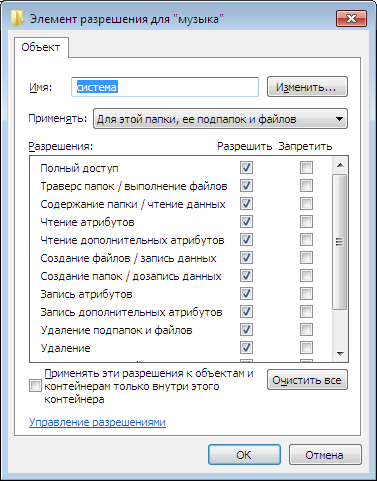 Элемент разрешения для "музыка"
Объект
Имя: система Изменить...
Применять: Для этой папки, ее подпапок и файлов
Разрешения: Разрешить Запретить
Полный доступ
Траверс папок / выполнение файлов
Содержание папки / чтение данных
Чтение атрибутов
Чтение дополнительных атрибутов
Создание файлов / запись данных
Создание папок / дозапись данных
Запись атрибутов
Запись дополнительных атрибутов
Удаление подпапок и файлов
Удаление
Применять эти разрешения к объектам и
контейнерам только внутри этого
контейнера
Очистить все
Управление разрешениями
ОК Отмена